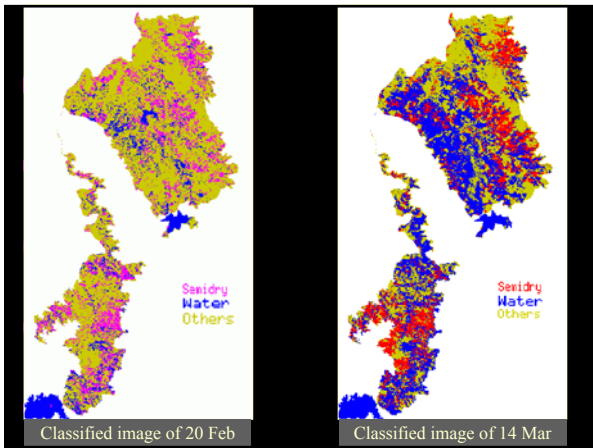 Semidry
Water
Others
Classified image of 20 Feb
Semidry
Water
Others
Classified image of 14 Mar